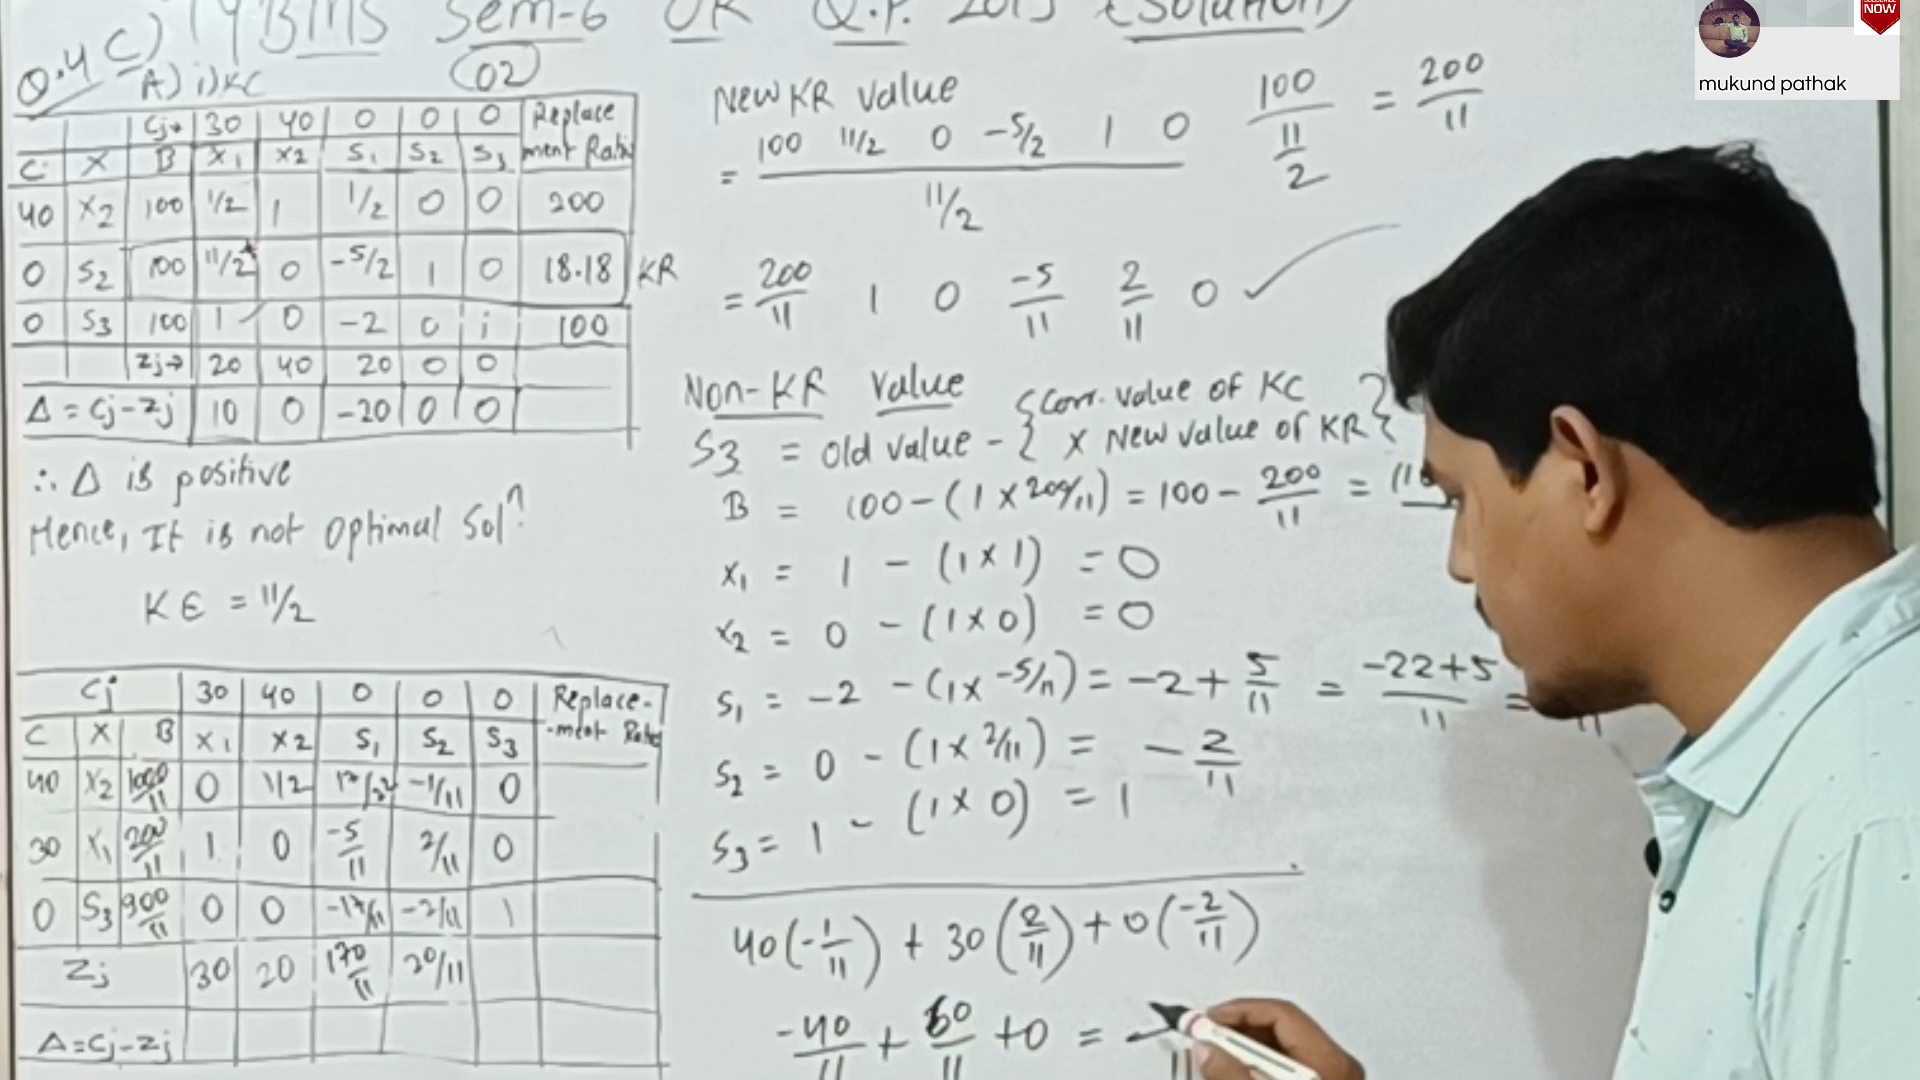 Q.4 C) TYBMS Sem-6 OR Q.P. 2015 (Solution)
02
A) i) KC
Cj→ 30 40 0 0 0 Replace
C X B X1 X2 S1 S2 S3 ment Ratio
40 X2 100 1/2 1 1/2 0 0 200
0 S2 100 11/2 0 -5/2 1 0 18.18 KR
0 S3 100 1 0 -2 0 1 100
Zj→ 20 40 20 0 0
Δ = Cj-Zj 10 0 -20 0 0
∴ Δ is positive
Hence, It is not optimal Solⁿ.
KE = 11/2
Cj 30 40 0 0 0 Replace-
C X B X1 X2 S1 S2 S3 -ment Ratio
40 X2 1000/11 0 1/2 -1/11 0
30 X1 200/11 1 0 -5/11 2/11 0
0 S3 900/11 0 0 -17/11 -2/11 1
Zj 30 20 170/11 20/11
Δ=Cj-Zj
New KR value
= 100 11/2 0 -5/2 1 0
11/2
100/(11/2) = 200/11
= 200/11 1 0 -5/11 2/11 0 ✓
Non-KR value
S3 = old value - { Corr. value of KC
x New value of KR }
B = 100 - (1 x 200/11) = 100 - 200/11 =
x1 = 1 - (1 x 1) = 0
x2 = 0 - (1 x 0) = 0
S1 = -2 - (1 x -5/11) = -2 + 5/11 = -22+5/11 =
S2 = 0 - (1 x 2/11) = -2/11
S3 = 1 - (1 x 0) = 1
40(-1/11) + 30(2/11) + 0(-2/11)
-40/11 + 60/11 + 0 =
mukund pathak
NOW